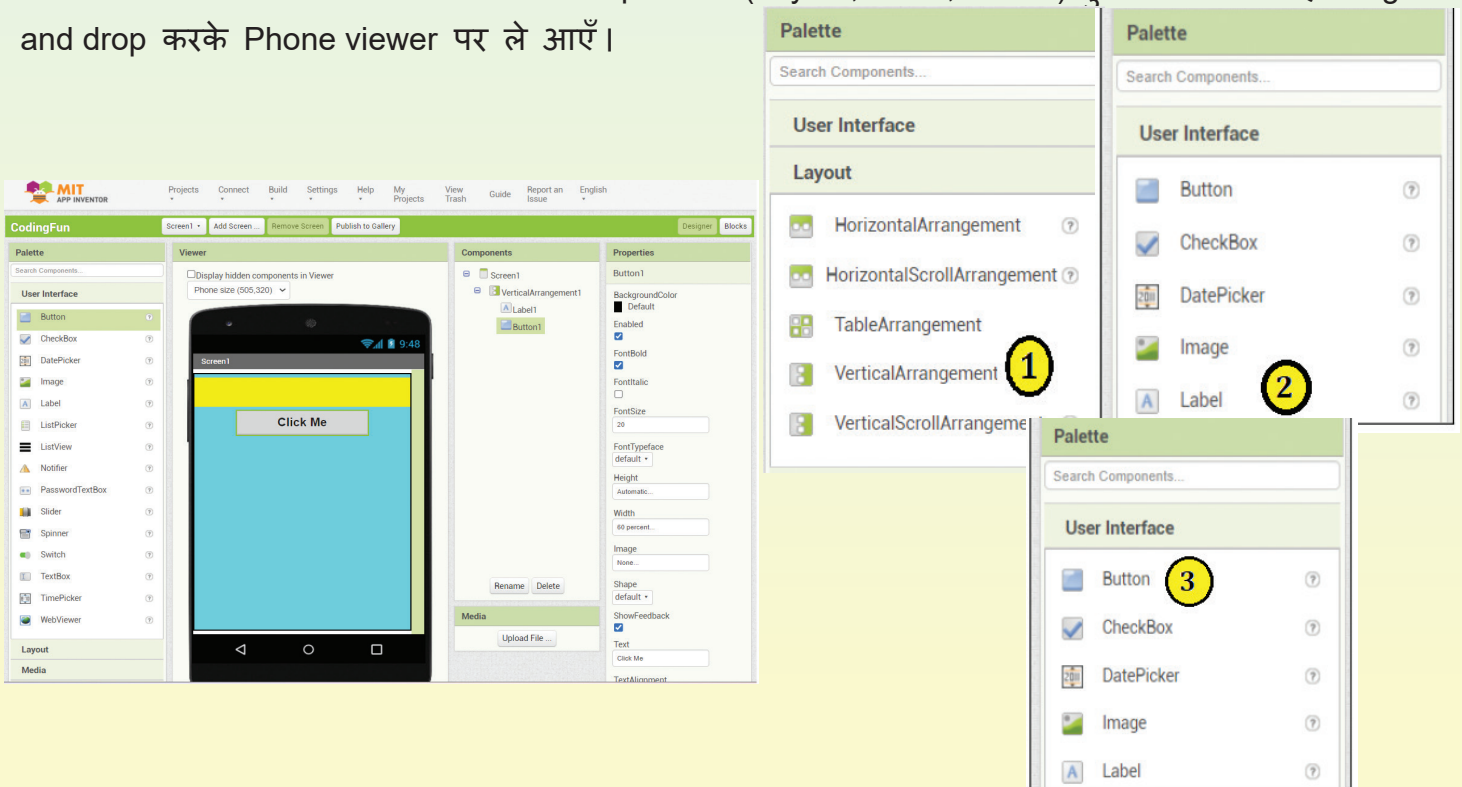 and drop करके Phone viewer पर ले आएँ।
MIT
APP INVENTOR
Projects Connect Build Settings Help My Projects View Trash Guide Report an Issue English
CodingFun
Screen1 Add Screen ... Remove Screen Publish to Gallery
Designer Blocks
Palette
Search Components...
User Interface
Button
CheckBox
DatePicker
Image
Label
ListPicker
ListView
Notifier
PasswordTextBox
Slider
Spinner
Switch
TextBox
TimePicker
WebViewer
Layout
Media
Viewer
Display hidden components in Viewer
Phone size (505,320)
9:48
Screen1
Click Me
Components
Screen1
VerticalArrangement1
Label1
Button1
Rename Delete
Media
Upload File ...
Properties
Button1
BackgroundColor
Default
Enabled
FontBold
FontItalic
FontSize
20
FontTypeface
default
Height
Automatic...
Width
60 percent...
Image
None...
Shape
default
ShowFeedback
Text
Click Me
TextAlignment
Palette
Search Components...
User Interface
Layout
HorizontalArrangement
HorizontalScrollArrangement
TableArrangement
VerticalArrangement
1
VerticalScrollArrangeme
Palette
Search Components...
User Interface
Button
CheckBox
DatePicker
Image
Label
2
Palette
Search Components...
User Interface
Button
3
CheckBox
DatePicker
Image
Label